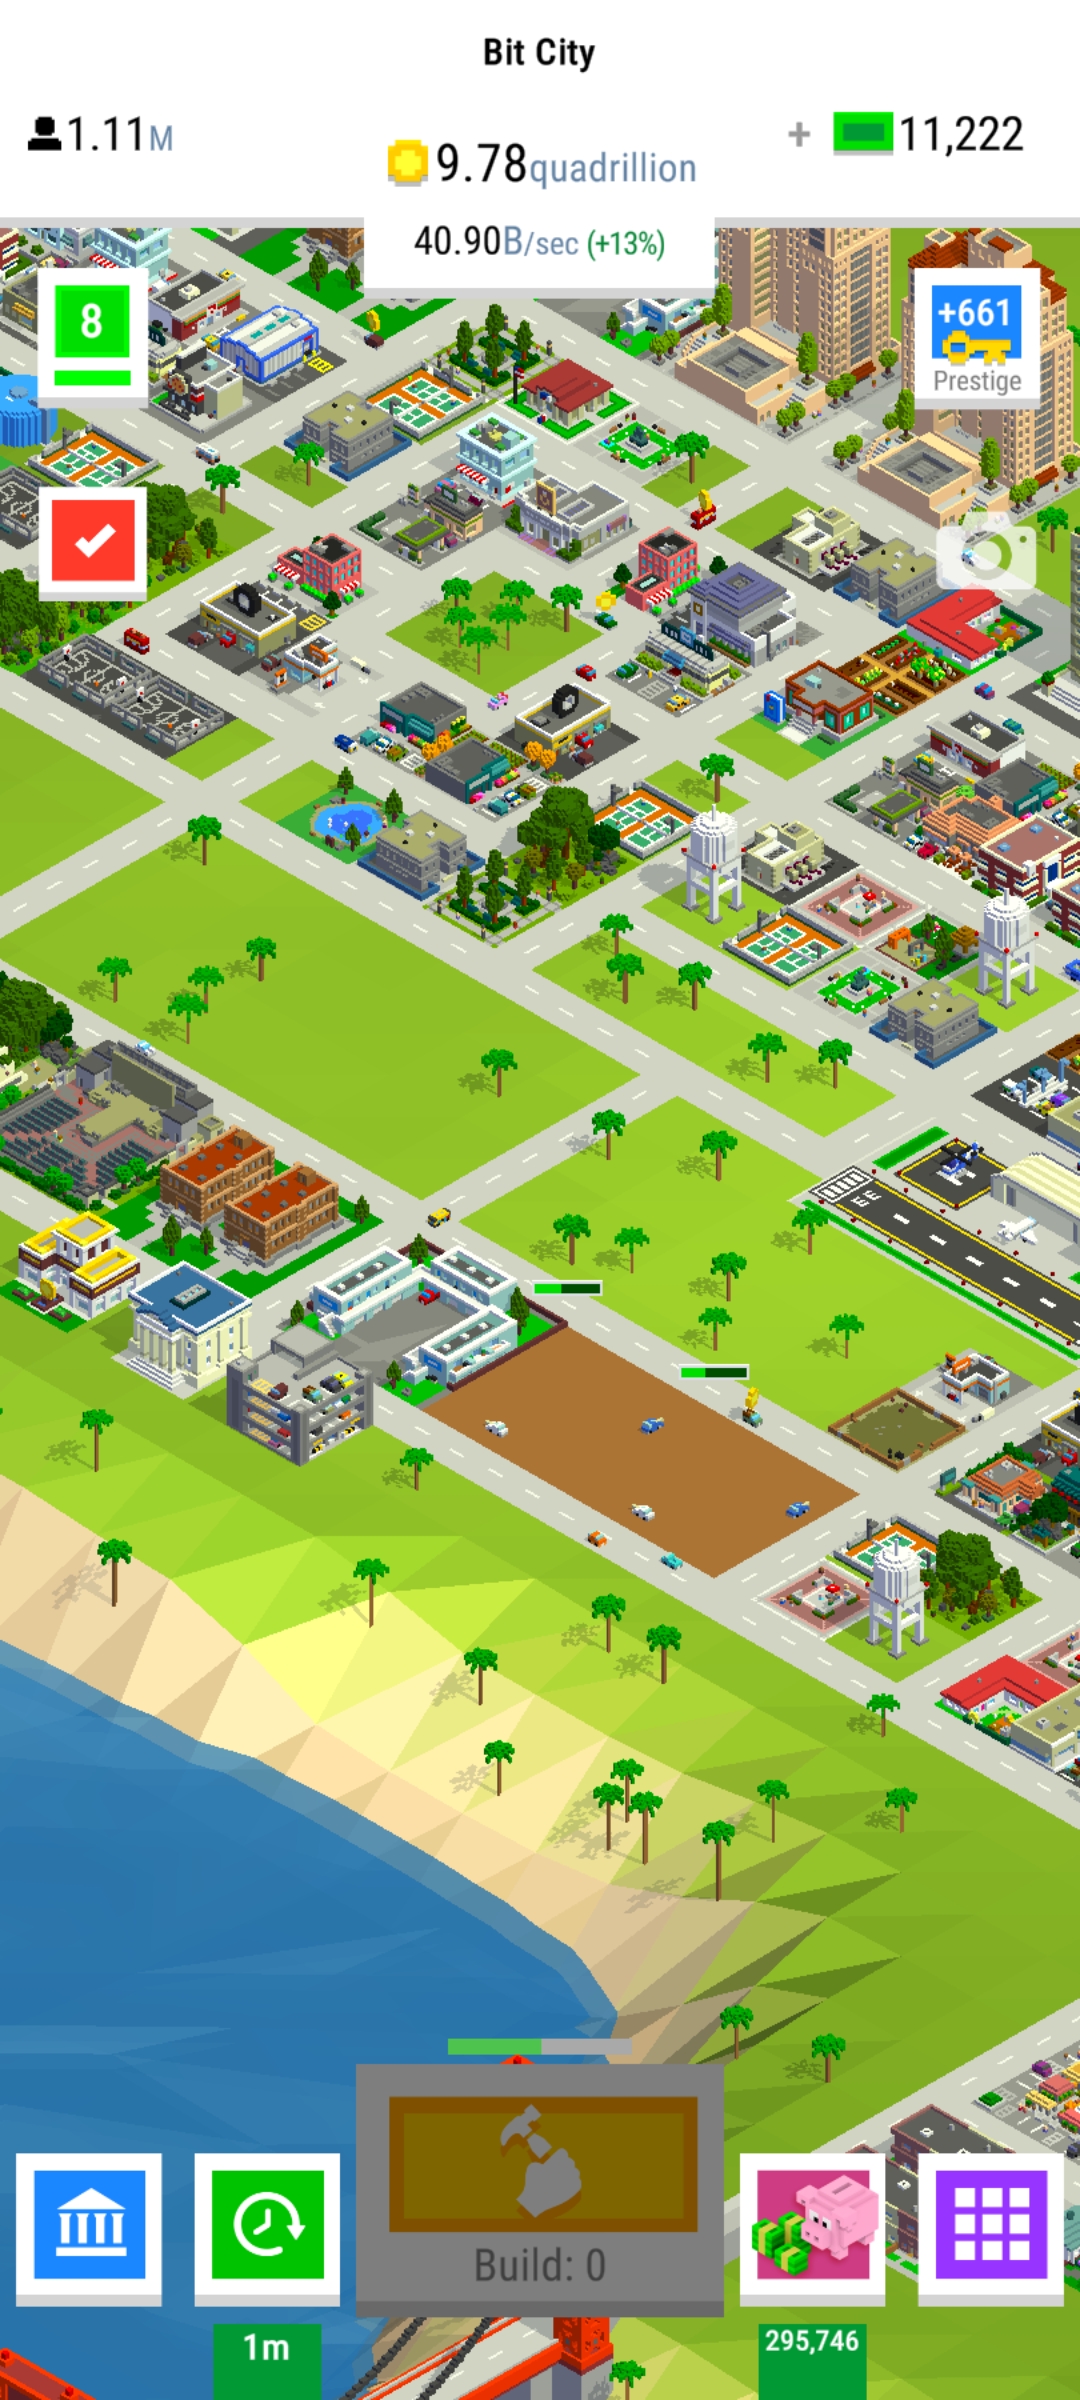 Bit City
1.11M
9.78quadrillion
+ 11,222
40.90B/sec (+13%)
8
+661
Prestige
Build: 0
1m
295,746